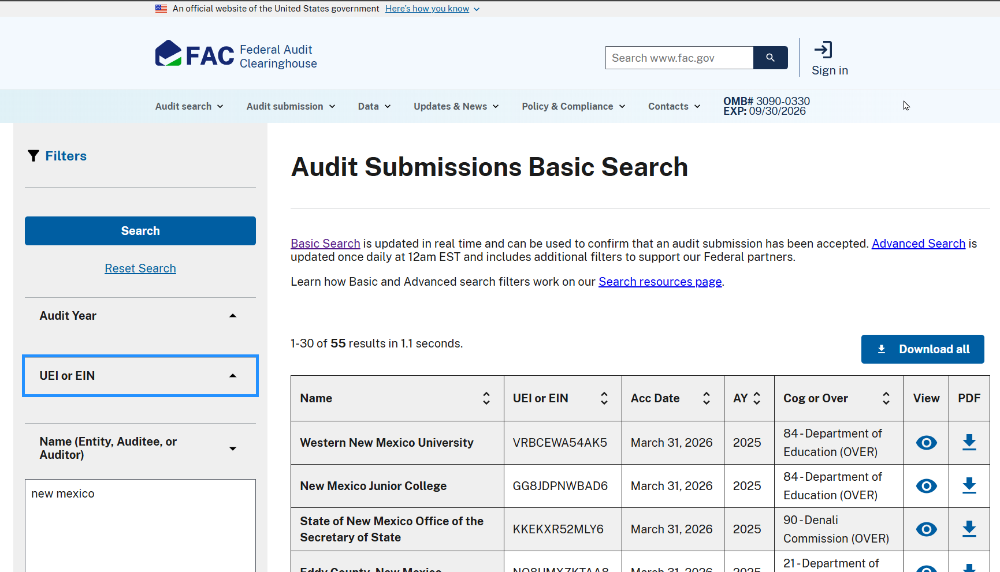 An official website of the United States government Here's how you know
FAC Federal Audit
Clearinghouse
Search www.fac.gov
Sign in
Audit search
Audit submission
Data
Updates & News
Policy & Compliance
Contacts
OMB# 3090-0330
EXP: 09/30/2026
Filters
Search
Reset Search
Audit Year
UEI or EIN
Name (Entity, Auditee, or
Auditor)
new mexico
Audit Submissions Basic Search
Basic Search is updated in real time and can be used to confirm that an audit submission has been accepted. Advanced Search is
updated once daily at 12am EST and includes additional filters to support our Federal partners.
Learn how Basic and Advanced search filters work on our Search resources page.
1-30 of 55 results in 1.1 seconds.
Download all
Name UEI or EIN Acc Date AY Cog or Over View PDF
Western New Mexico University VRBCEWA54AK5 March 31, 2026 2025 84 - Department of
Education (OVER)
New Mexico Junior College GG8JDPNWBAD6 March 31, 2026 2025 84 - Department of
Education (OVER)
State of New Mexico Office of the
Secretary of State KKEKXR52MLY6 March 31, 2026 2025 90 - Denali
Commission (OVER)
Eddy County, New Mexico March 31, 2026 2025 21 - Department of